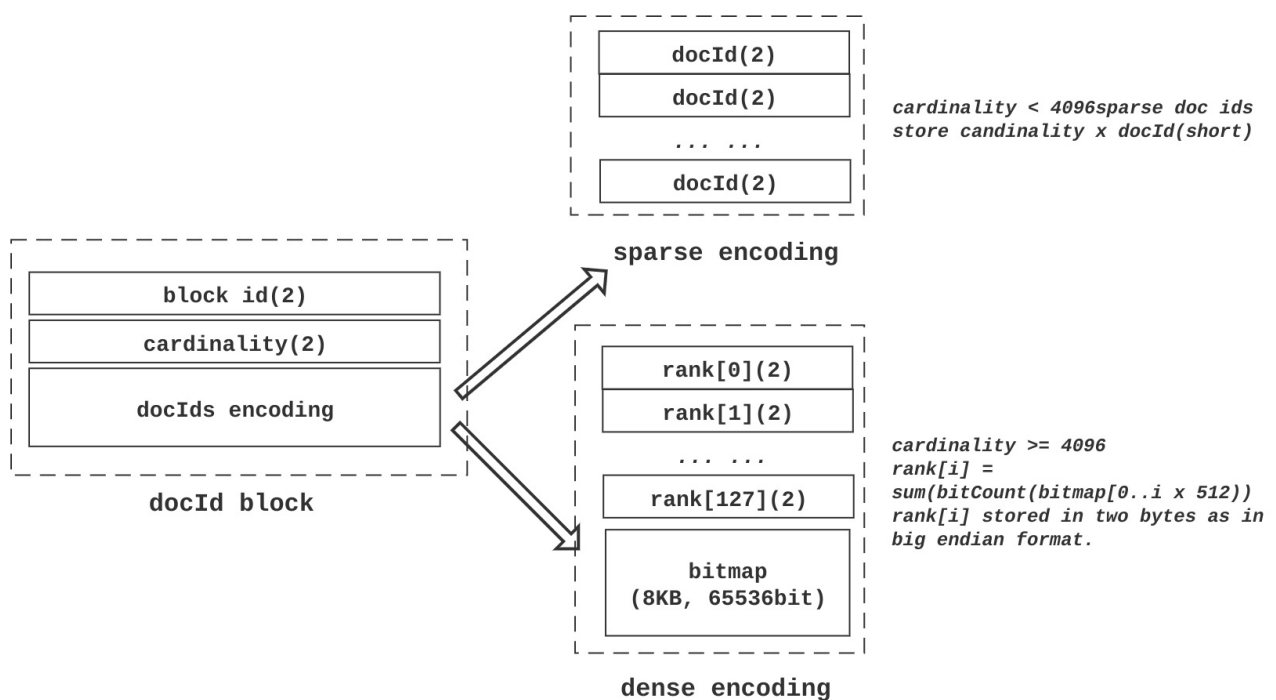 docId(2)
docId(2)
... ...
docId(2)
sparse encoding
cardinality < 4096sparse doc ids
store candinality x docId(short)
block id(2)
cardinality(2)
docIds encoding
docId block
rank[0](2)
rank[1](2)
... ...
rank[127](2)
bitmap
(8KB, 65536bit)
dense encoding
cardinality >= 4096
rank[i] =
sum(bitCount(bitmap[0..i x 512))
rank[i] stored in two bytes as in
big endian format.